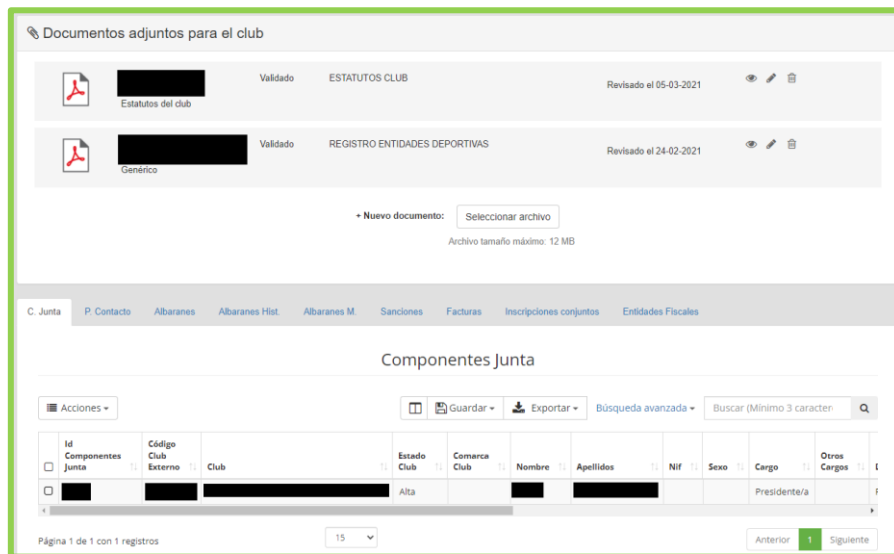 Documentos adjuntos para el club
Validado ESTATUTOS CLUB Revisado el 05-03-2021
Estatutos del club
Validado REGISTRO ENTIDADES DEPORTIVAS Revisado el 24-02-2021
Genérico
+ Nuevo documento: Seleccionar archivo
Archivo tamaño máximo: 12 MB
C. Junta P. Contacto Albaranes Albaranes Hist. Albaranes M. Sanciones Facturas Inscripciones conjuntos Entidades Fiscales
Componentes Junta
Acciones Guardar Exportar Búsqueda avanzada Buscar (Mínimo 3 caracter
Id Componentes Junta Código Club Externo Club Estado Club Comarca Club Nombre Apellidos Nif Sexo Cargo Otros Cargos
Alta Presidente/a
Página 1 de 1 con 1 registros 15 Anterior 1 Siguiente